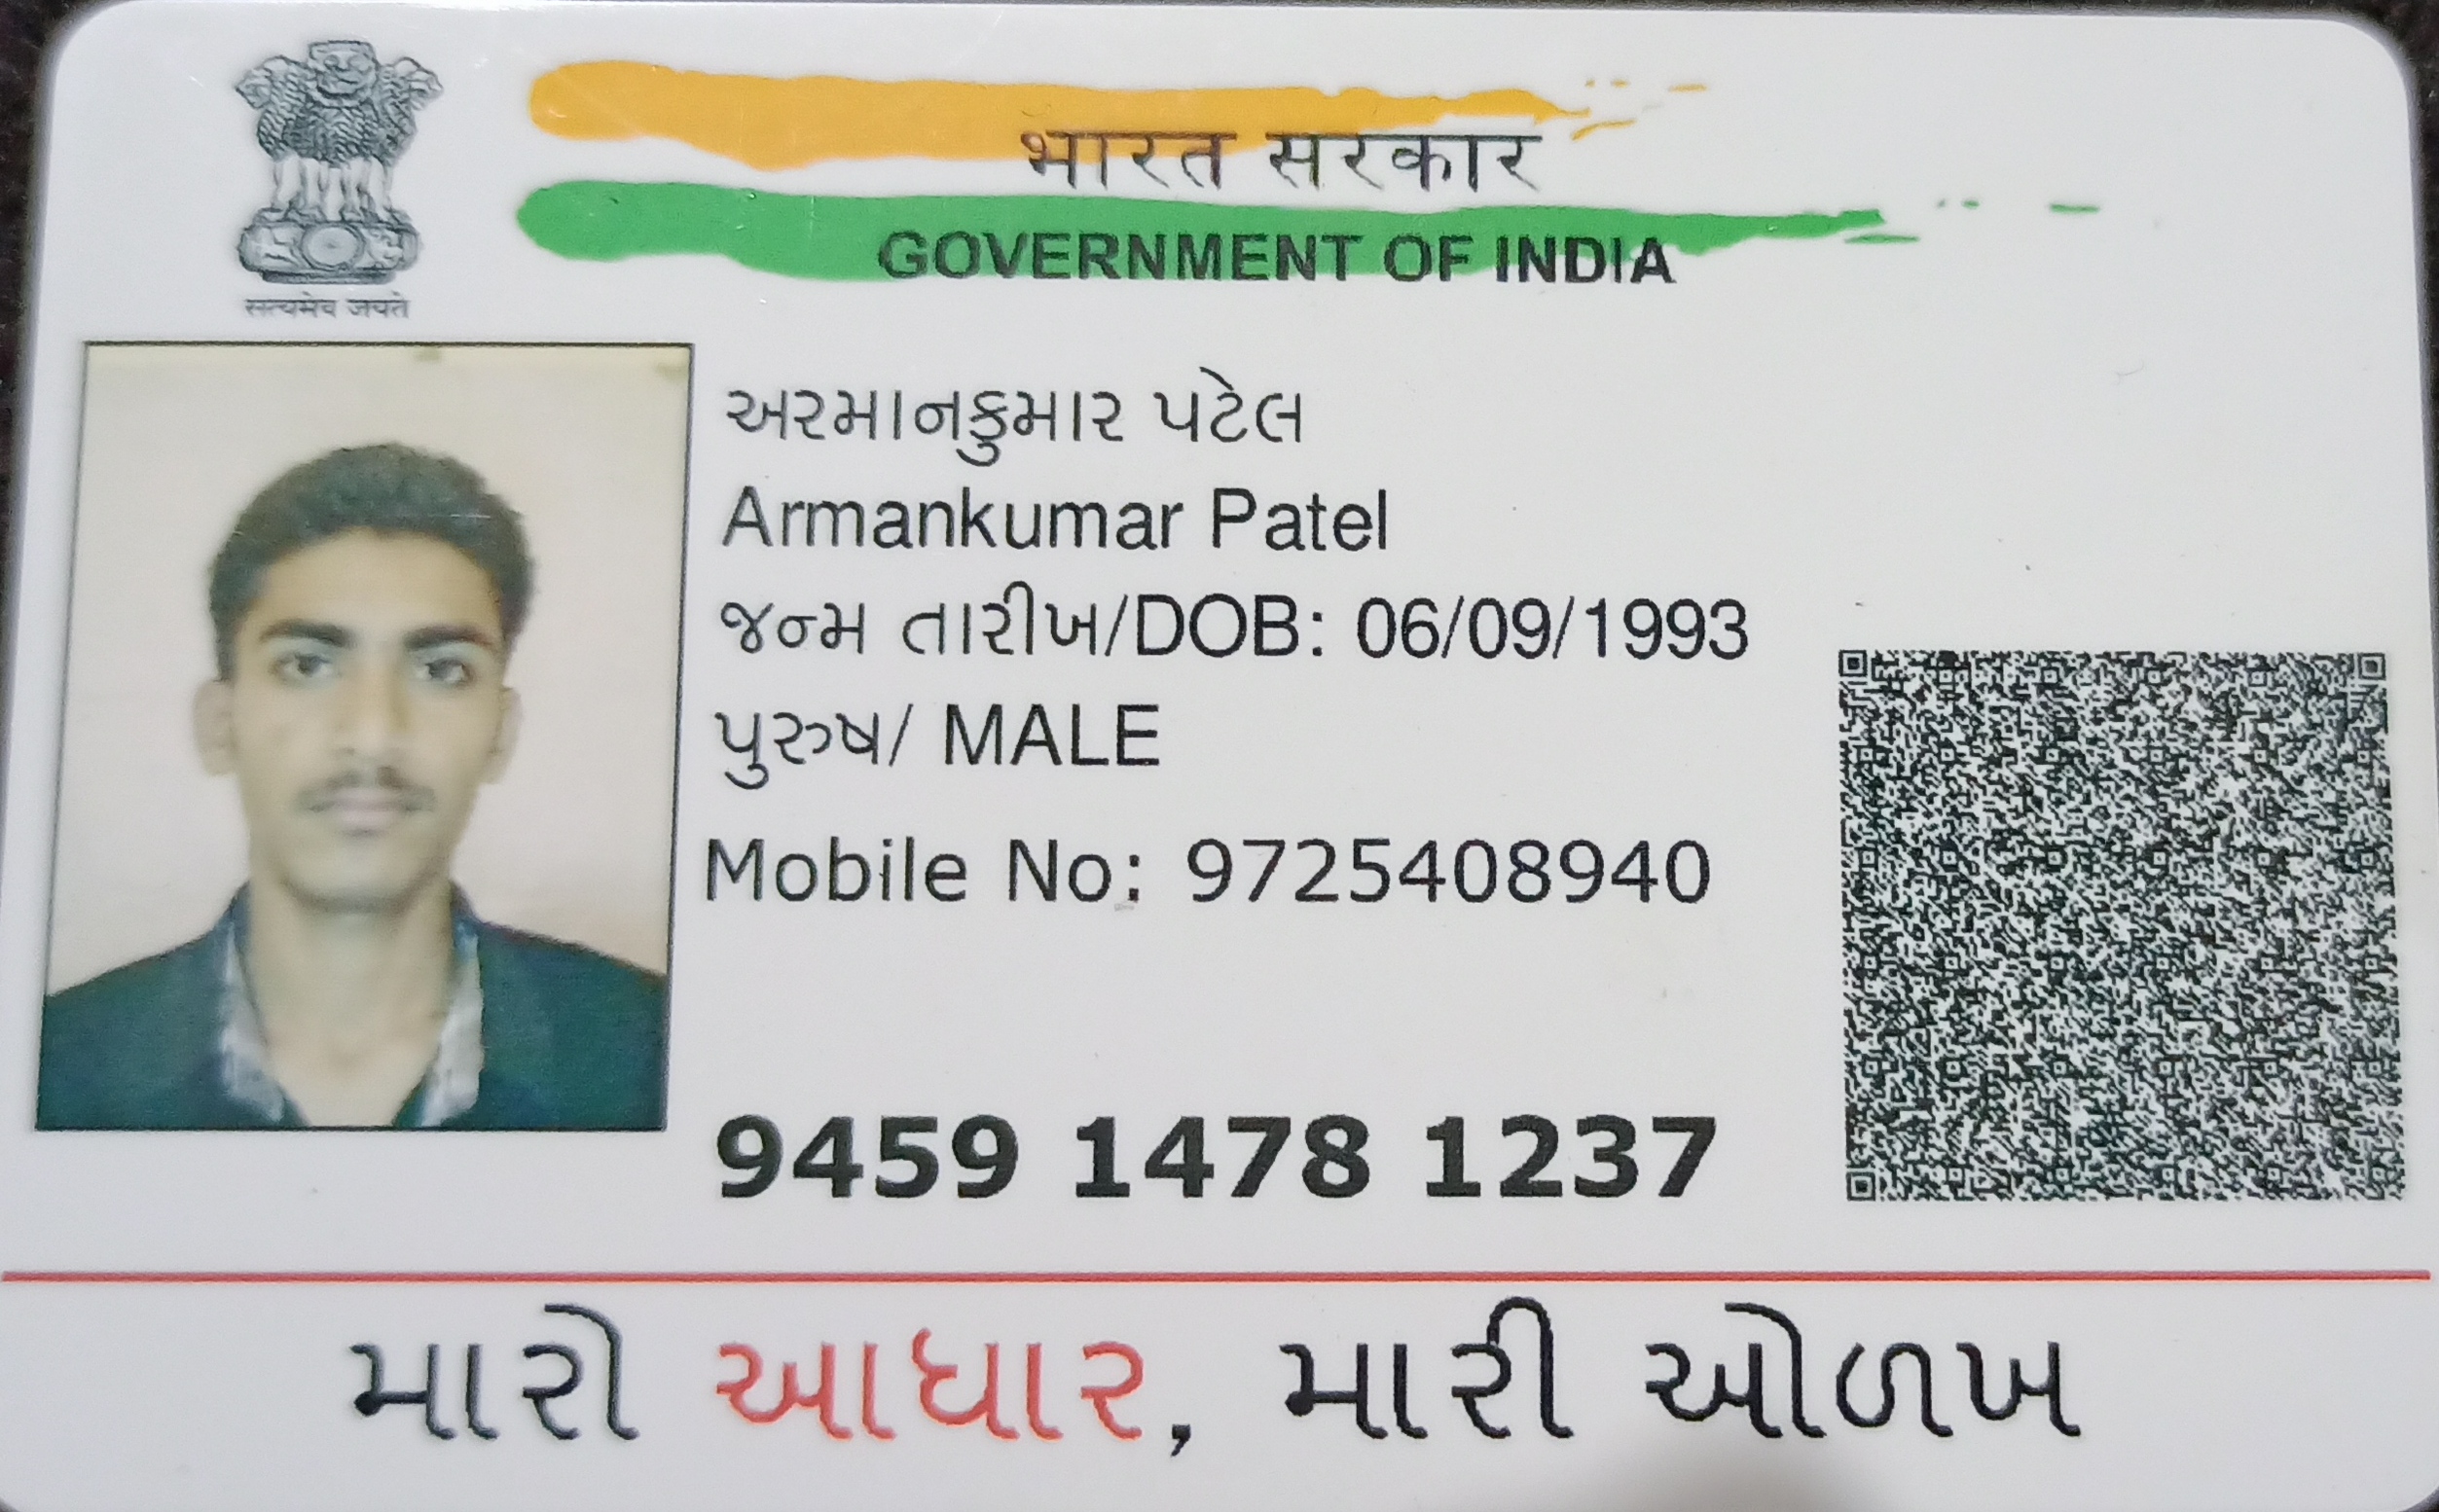 भारत सरकार
GOVERNMENT OF INDIA
सत्यमेव जयते
અરમાનકુમાર પટેલ
Armankumar Patel
જન્મ તારીખ/DOB: 06/09/1993
પુરુષ/ MALE
Mobile No: 9725408940
9459 1478 1237
મારો આધાર, મારી ઓળખ